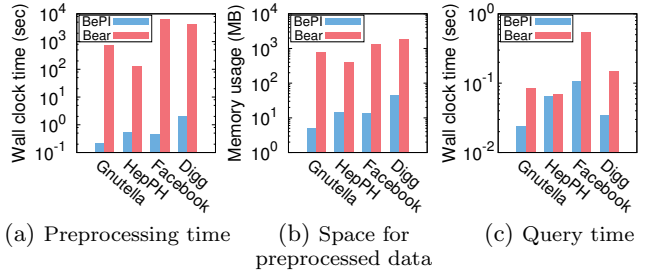 Wall clock time (sec)
10^4
10^3
10^2
10^1
10^0
10^-1
BePI
Bear
Gnutella
HepPH
Facebook
Digg
(a) Preprocessing time
Memory usage (MB)
10^4
10^3
10^2
10^1
10^0
BePI
Bear
Gnutella
HepPH
Facebook
Digg
(b) Space for
preprocessed data
Wall clock time (sec)
10^0
10^-1
10^-2
BePI
Bear
Gnutella
HepPH
Facebook
Digg
(c) Query time